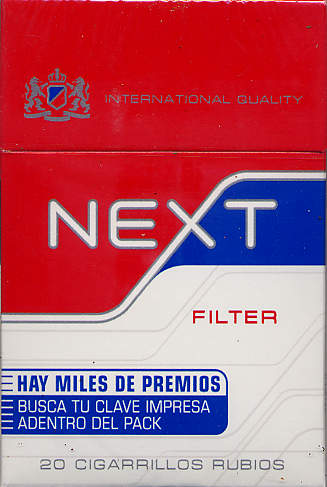 INTERNATIONAL QUALITY
NEXT
FILTER
HAY MILES DE PREMIOS
BUSCA TU CLAVE IMPRESA
ADENTRO DEL PACK
20 CIGARRILLOS RUBIOS